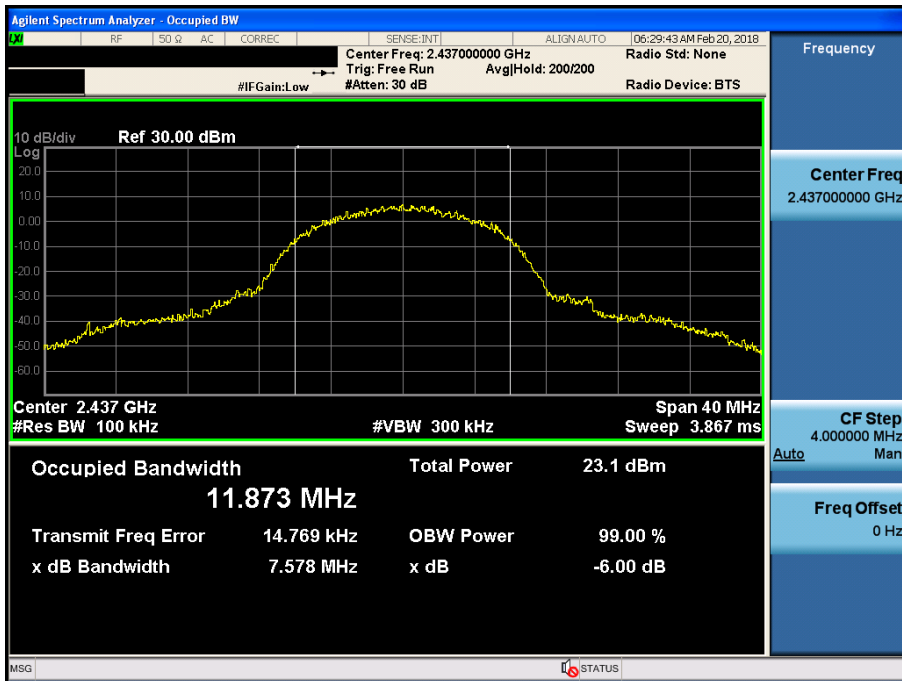 Agilent Spectrum Analyzer - Occupied BW
LXI RF 50 Ω AC CORREC SENSE:INT ALIGN AUTO 06:29:43 AM Feb 20, 2018
Center Freq: 2.437000000 GHz Radio Std: None
Trig: Free Run Avg|Hold: 200/200
#IFGain:Low #Atten: 30 dB Radio Device: BTS
10 dB/div Ref 30.00 dBm
Log
20.0
10.0
0.00
-10.0
-20.0
-30.0
-40.0
-50.0
-60.0
Center 2.437 GHz Span 40 MHz
#Res BW 100 kHz #VBW 300 kHz Sweep 3.867 ms
Occupied Bandwidth Total Power 23.1 dBm
11.873 MHz
Transmit Freq Error 14.769 kHz OBW Power 99.00 %
x dB Bandwidth 7.578 MHz x dB -6.00 dB
Frequency
Center Freq
2.437000000 GHz
CF Step
4.000000 MHz
Auto Man
Freq Offset
0 Hz
MSG STATUS